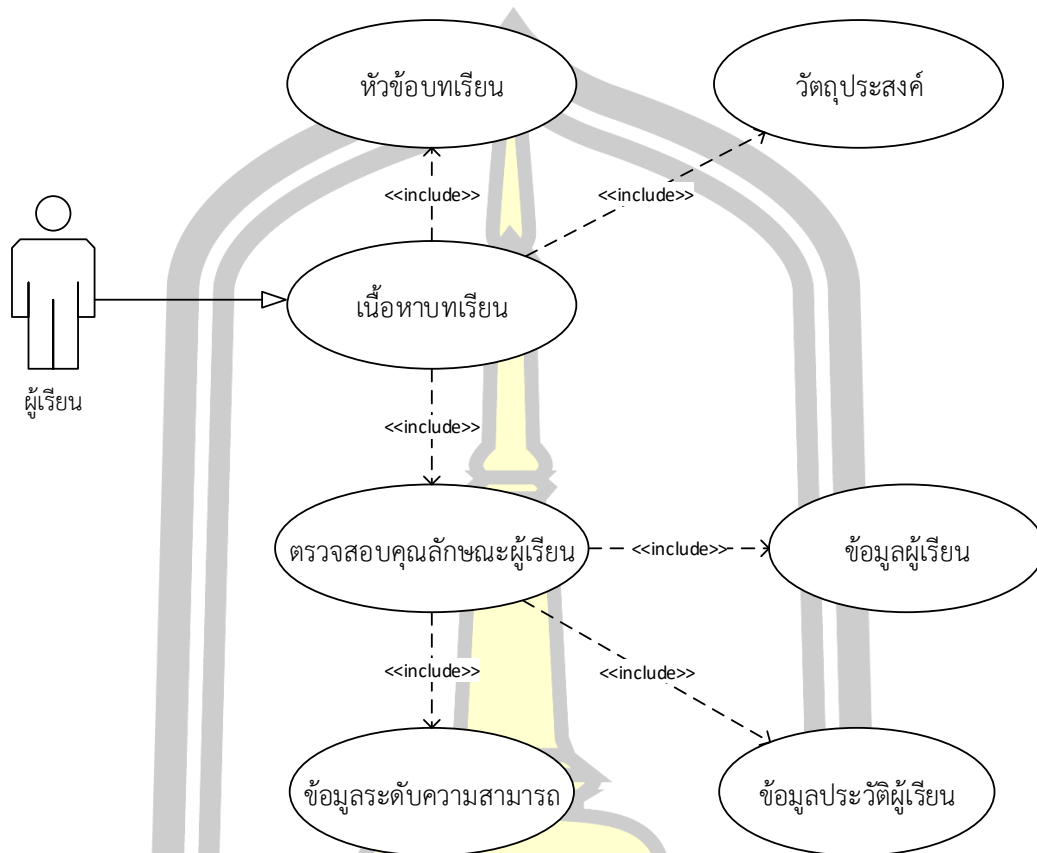 หัวข้อบทเรียน
วัตถุประสงค์
<<include>>
<<include>>
เนื้อหาบทเรียน
ผู้เรียน
<<include>>
ตรวจสอบคุณลักษณะผู้เรียน
<<include>>
ข้อมูลผู้เรียน
<<include>>
<<include>>
ข้อมูลระดับความสามารถ
ข้อมูลประวัติผู้เรียน